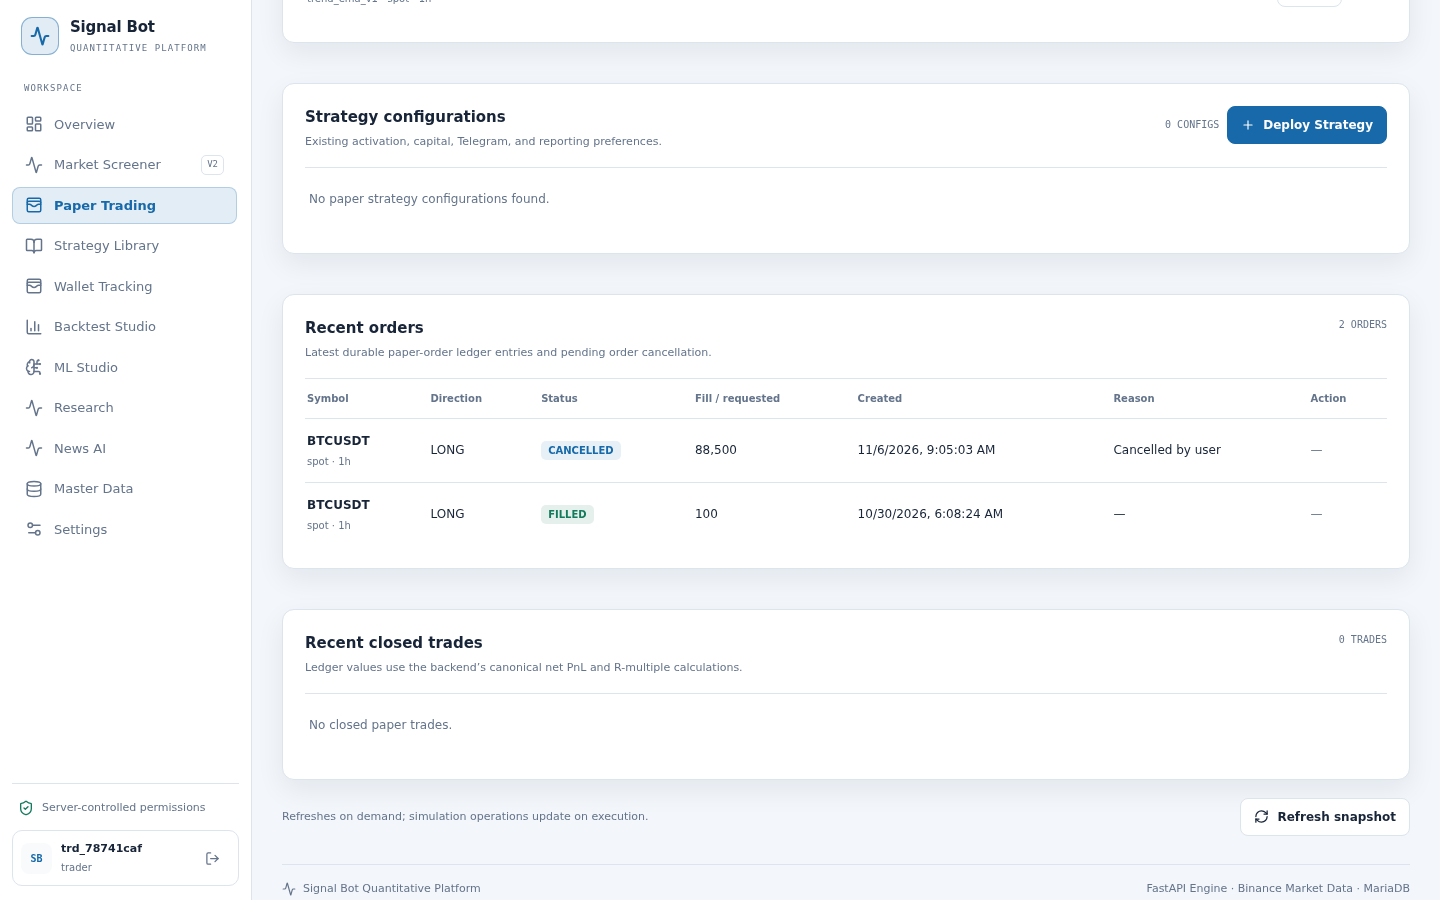 Signal Bot
QUANTITATIVE PLATFORM
WORKSPACE
Overview
Market Screener V2
Paper Trading
Strategy Library
Wallet Tracking
Backtest Studio
ML Studio
Research
News AI
Master Data
Settings
Server-controlled permissions
SB trd_78741caf
trader
trend_ema_v1 · spot · 1h
Strategy configurations
Existing activation, capital, Telegram, and reporting preferences.
0 CONFIGS
Deploy Strategy
No paper strategy configurations found.
Recent orders
2 ORDERS
Latest durable paper-order ledger entries and pending order cancellation.
Symbol Direction Status Fill / requested Created Reason Action
BTCUSDT LONG CANCELLED 88,500 11/6/2026, 9:05:03 AM Cancelled by user —
spot · 1h
BTCUSDT LONG FILLED 100 10/30/2026, 6:08:24 AM — —
spot · 1h
Recent closed trades
0 TRADES
Ledger values use the backend’s canonical net PnL and R-multiple calculations.
No closed paper trades.
Refreshes on demand; simulation operations update on execution.
Refresh snapshot
Signal Bot Quantitative Platform
FastAPI Engine · Binance Market Data · MariaDB